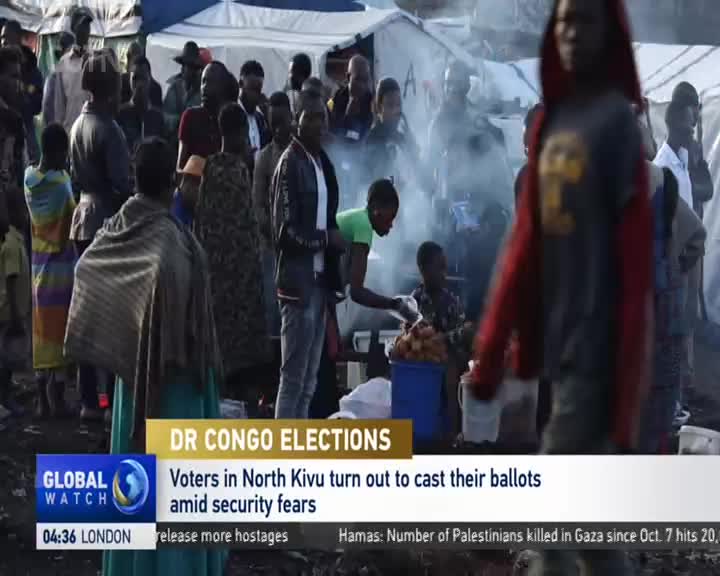 DR CONGO ELECTIONS
Voters in North Kivu turn out to cast their ballots
amid security fears
GLOBAL
WATCH
04:36 LONDON
release more hostages Hamas: Number of Palestinians killed in Gaza since Oct. 7 hits 20,